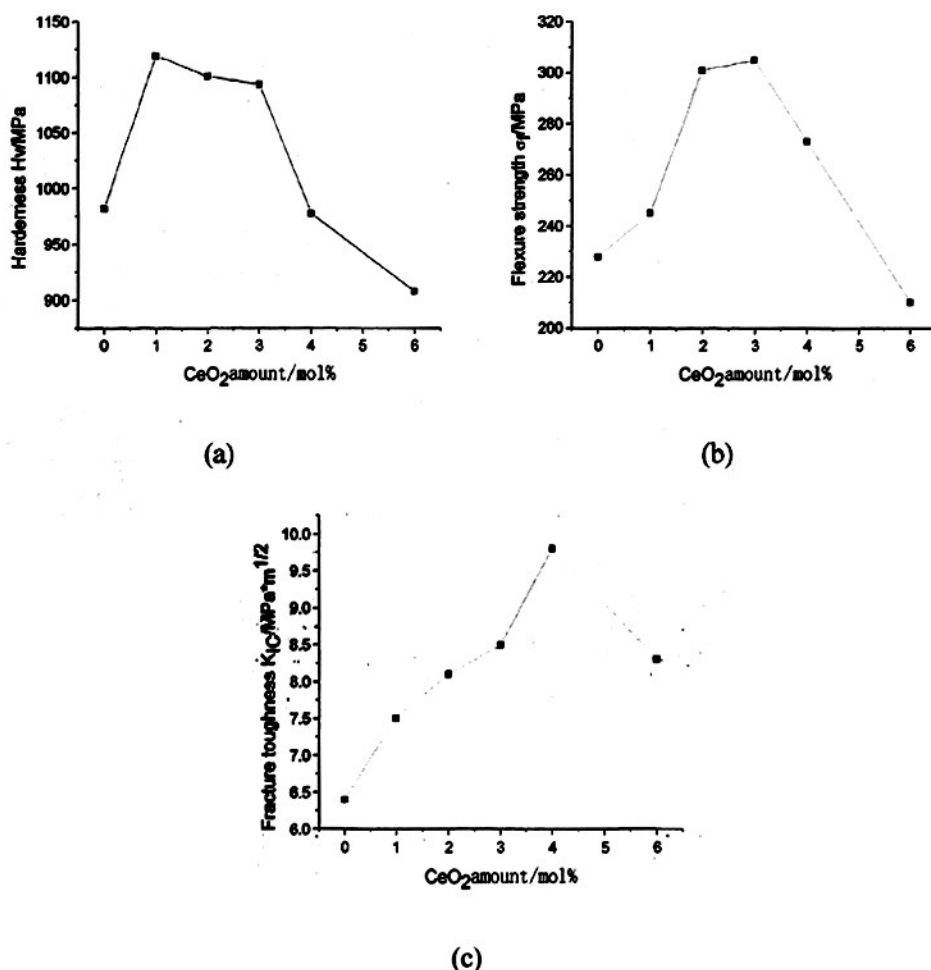 Harderness Hv/MPa
1150
1100
1050
1000
950
900
0 1 2 3 4 5 6
CeO2amount/mol%
(a)
Flexure strength σf/MPa
320
300
280
260
240
220
200
0 1 2 3 4 5 6
CeO2amount/mol%
(b)
Fracture toughness KIC/MPa*m1/2
10.0
9.5
9.0
8.5
8.0
7.5
7.0
6.5
6.0
0 1 2 3 4 5 6
CeO2amount/mol%
(c)